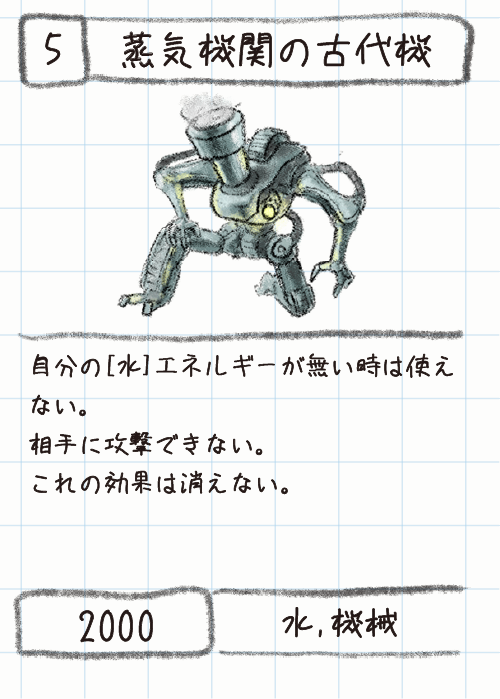 5
蒸気機関の古代機
自分の[水]エネルギーが無い時は使え
ない。
相手に攻撃できない。
これの効果は消えない。
2000
水,機械